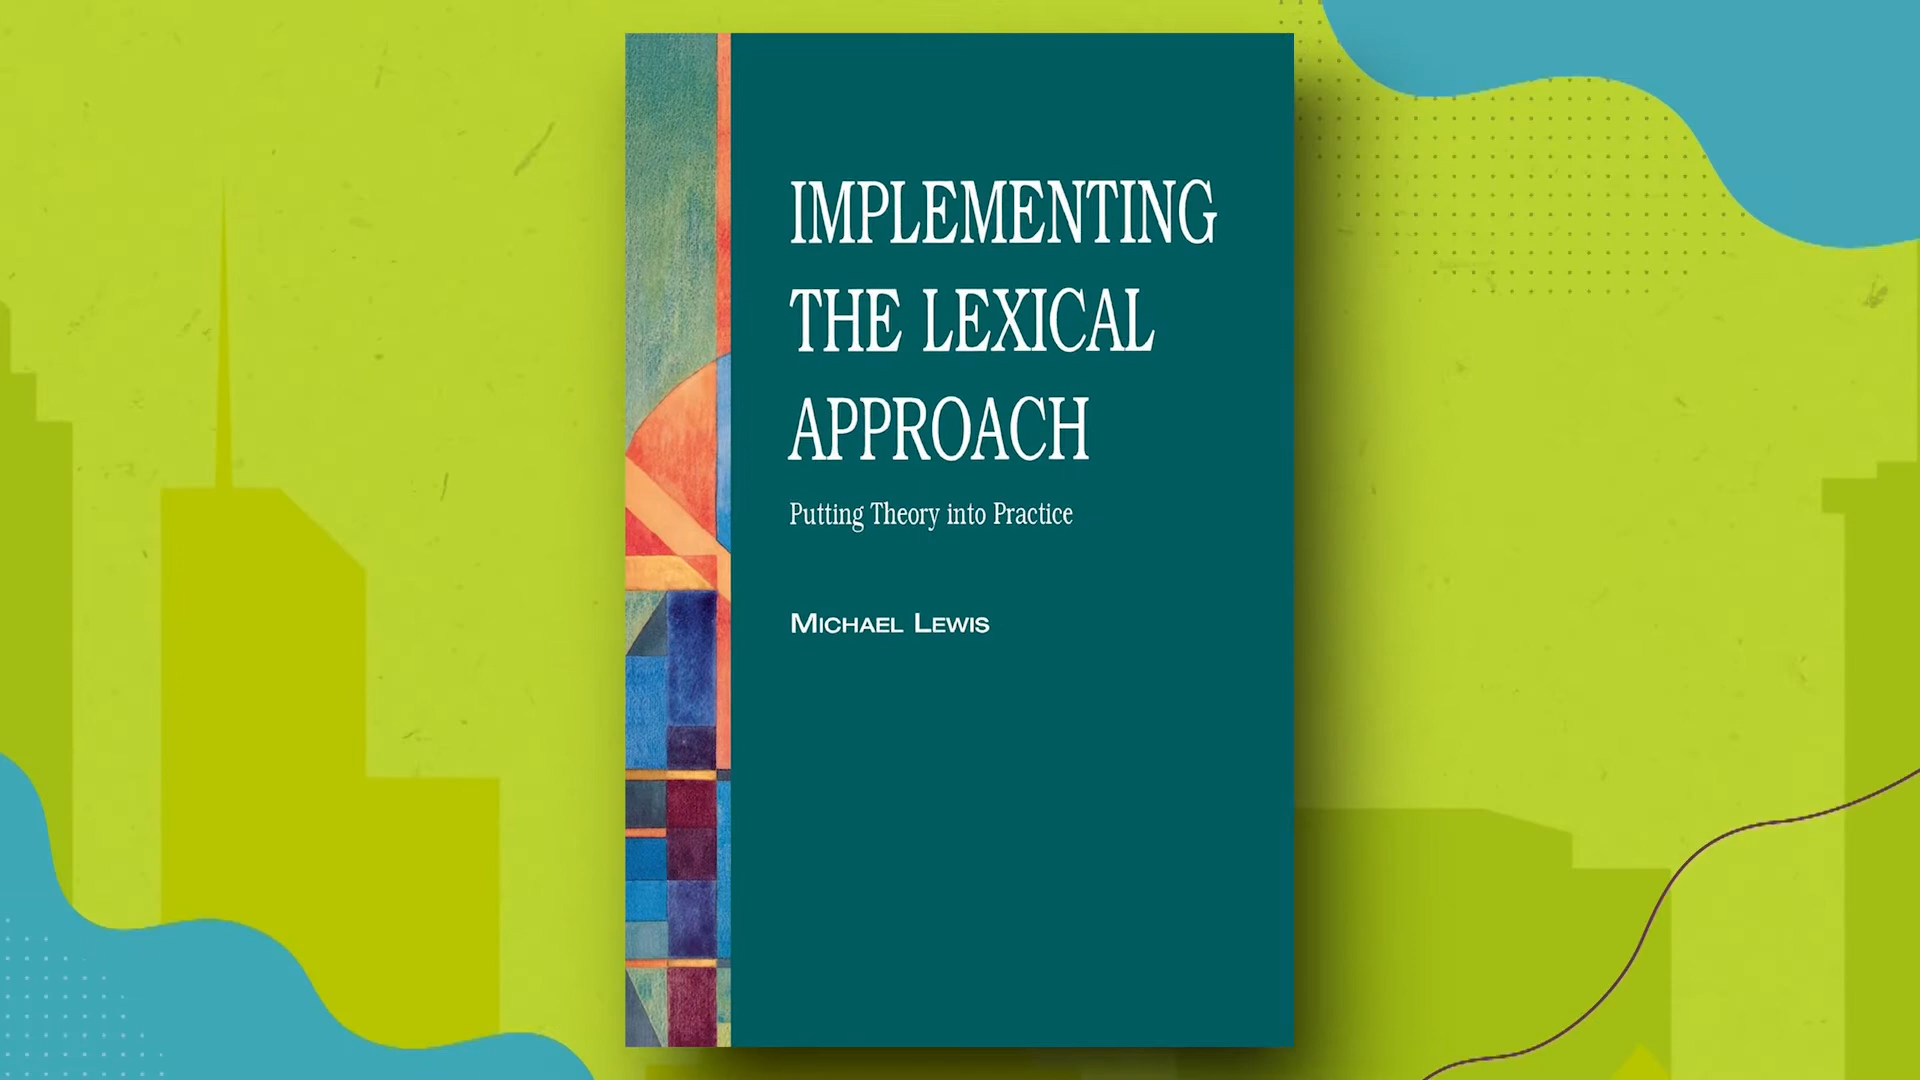 IMPLEMENTING
THE LEXICAL
APPROACH
Putting Theory into Practice
MICHAEL LEWIS